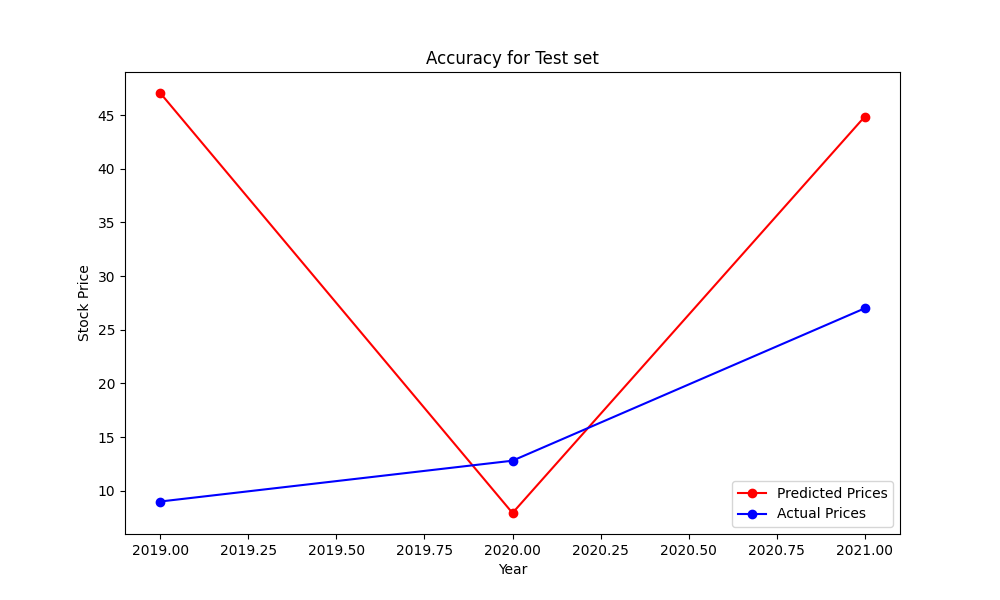 Accuracy for Test set
Stock Price
45
40
35
30
25
20
15
10
Predicted Prices
Actual Prices
2019.00 2019.25 2019.50 2019.75 2020.00 2020.25 2020.50 2020.75 2021.00
Year